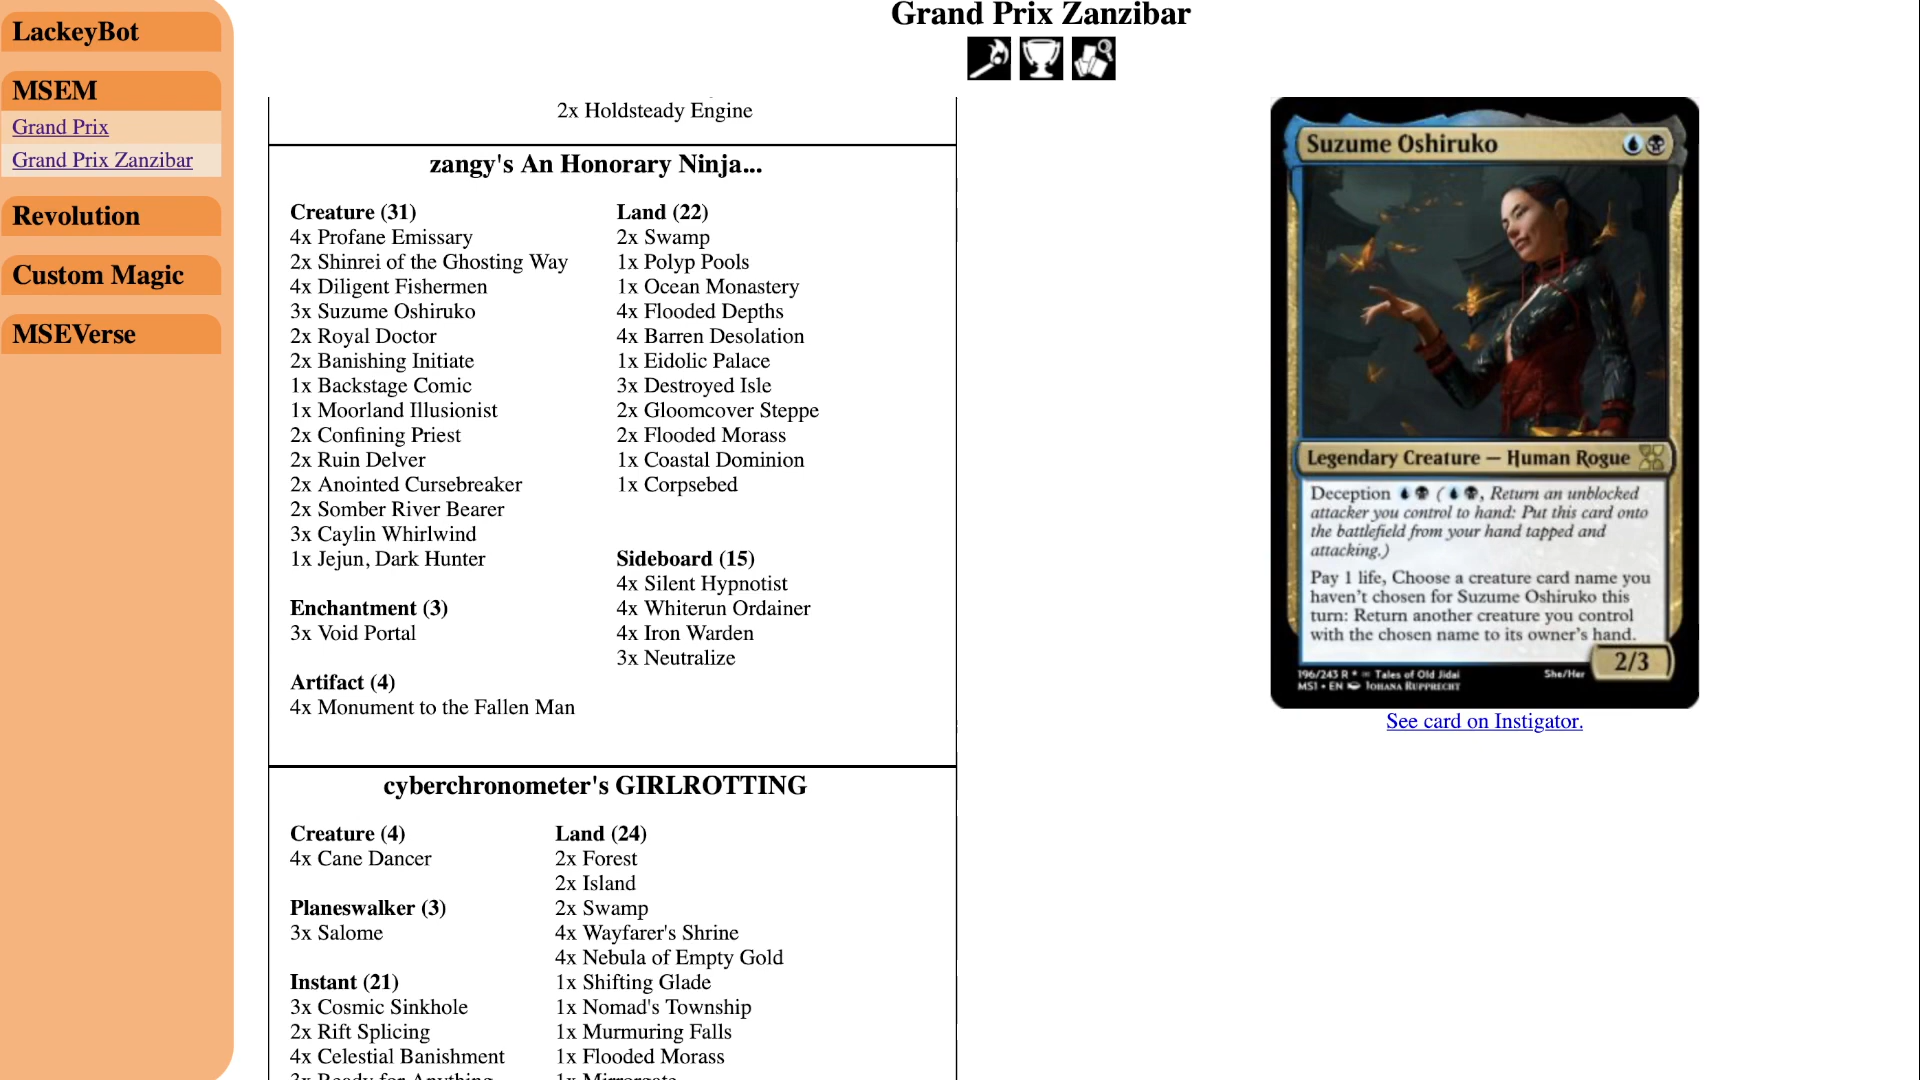 LackeyBot
MSEM
Grand Prix
Grand Prix Zanzibar
Revolution
Custom Magic
MSEVerse
Grand Prix Zanzibar
2x Holdsteady Engine
zangy's An Honorary Ninja...
Creature (31)
4x Profane Emissary
2x Shinrei of the Ghosting Way
4x Diligent Fishermen
3x Suzume Oshiruko
2x Royal Doctor
2x Banishing Initiate
1x Backstage Comic
1x Moorland Illusionist
2x Confining Priest
2x Ruin Delver
2x Anointed Cursebreaker
2x Somber River Bearer
3x Caylin Whirlwind
1x Jejun, Dark Hunter
Enchantment (3)
3x Void Portal
Artifact (4)
4x Monument to the Fallen Man
Land (22)
2x Swamp
1x Polyp Pools
1x Ocean Monastery
4x Flooded Depths
4x Barren Desolation
1x Eidolic Palace
3x Destroyed Isle
2x Gloomcover Steppe
2x Flooded Morass
1x Coastal Dominion
1x Corpsebed
Sideboard (15)
4x Silent Hypnotist
4x Whiterun Ordainer
4x Iron Warden
3x Neutralize
cyberchronometer's GIRLROTTING
Creature (4)
4x Cane Dancer
Planeswalker (3)
3x Salome
Instant (21)
3x Cosmic Sinkhole
2x Rift Splicing
4x Celestial Banishment
3x Ready for Anything
Land (24)
2x Forest
2x Island
2x Swamp
4x Wayfarer's Shrine
4x Nebula of Empty Gold
1x Shifting Glade
1x Nomad's Township
1x Murmuring Falls
1x Flooded Morass
1x Mirrorgate
Suzume Oshiruko
Legendary Creature — Human Rogue
Deception ( , Return an unblocked
attacker you control to hand: Put this card onto
the battlefield from your hand tapped and
attacking.)
Pay 1 life, Choose a creature card name you
haven't chosen for Suzume Oshiruko this
turn: Return another creature you control
with the chosen name to its owner's hand.
2/3
196/243 R * Tales of Old Jidai
She/Her
MS1 • EN Johana Rupprecht
See card on Instigator.